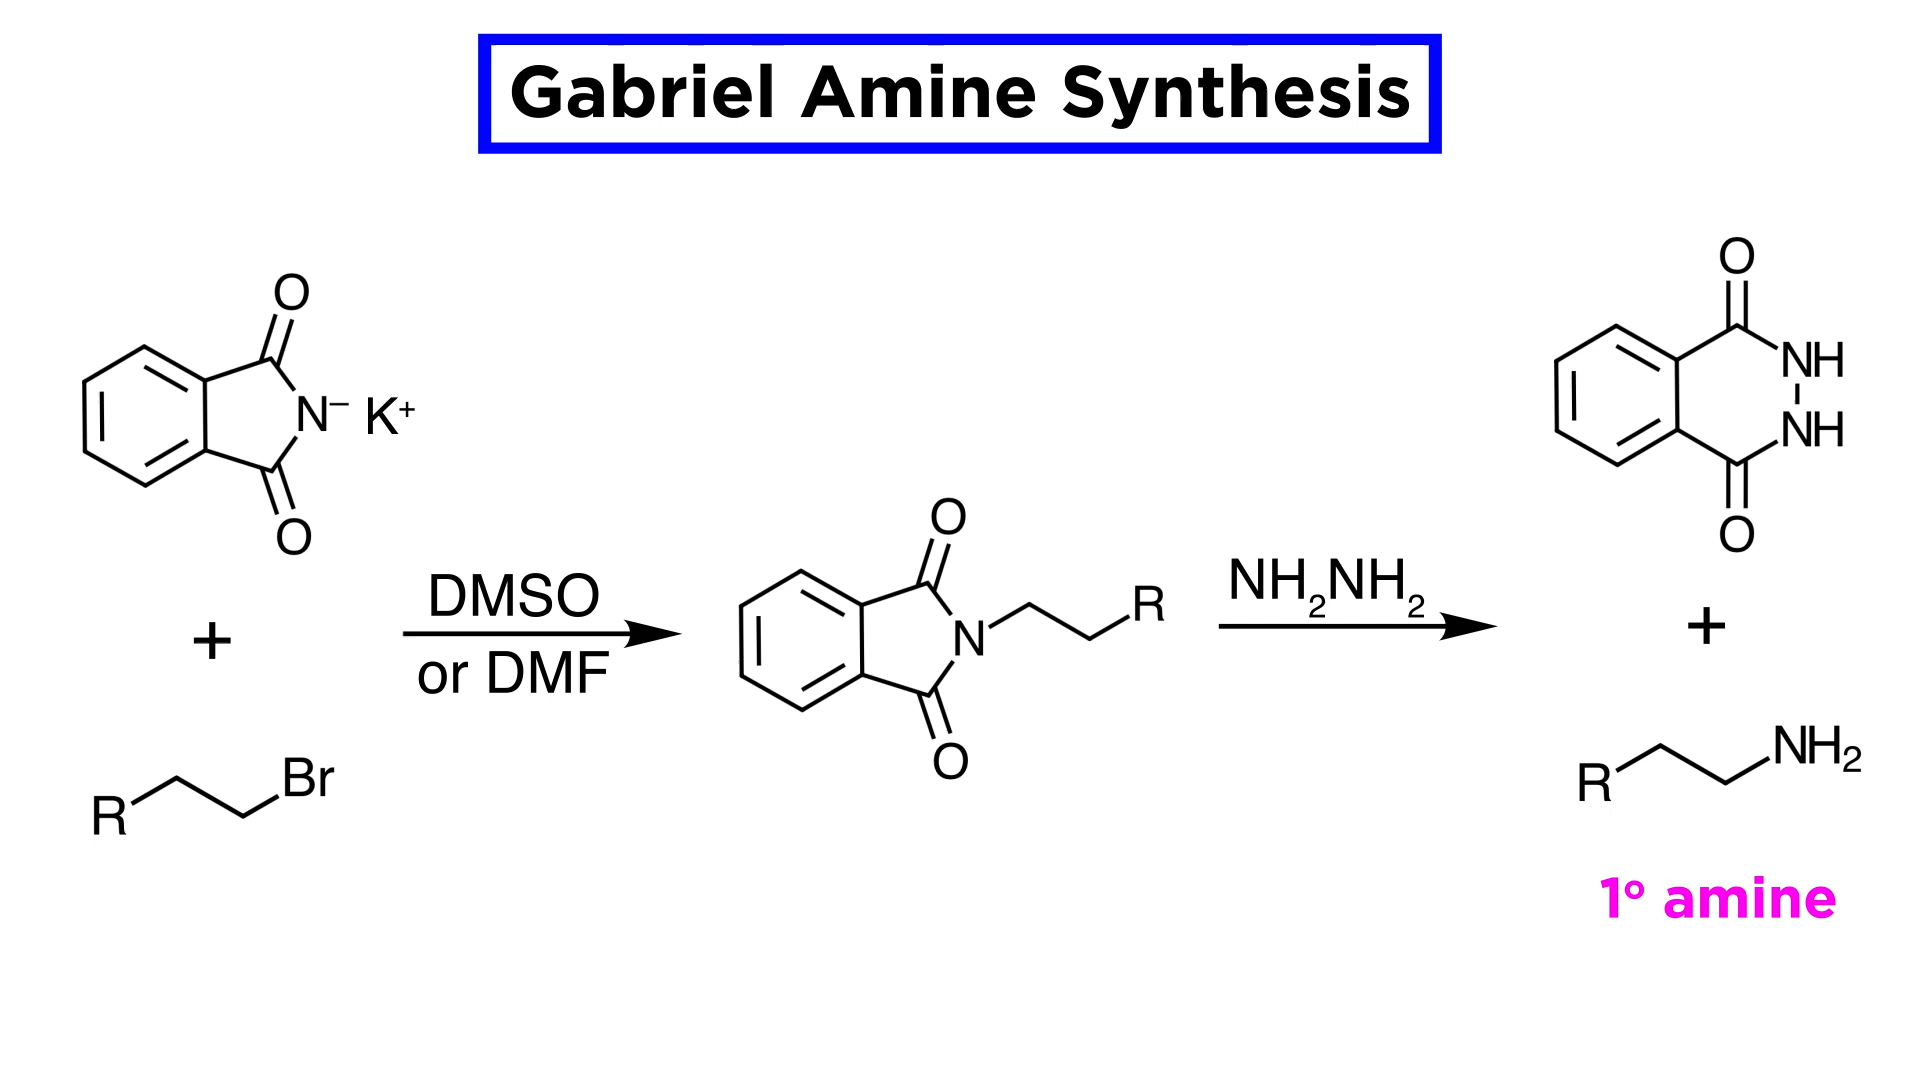 Gabriel Amine Synthesis
O
N⁻ K⁺
O
+
R
Br
DMSO
or DMF
O
N
R
O
NH₂NH₂
O
NH
NH
O
+
R
NH₂
1° amine